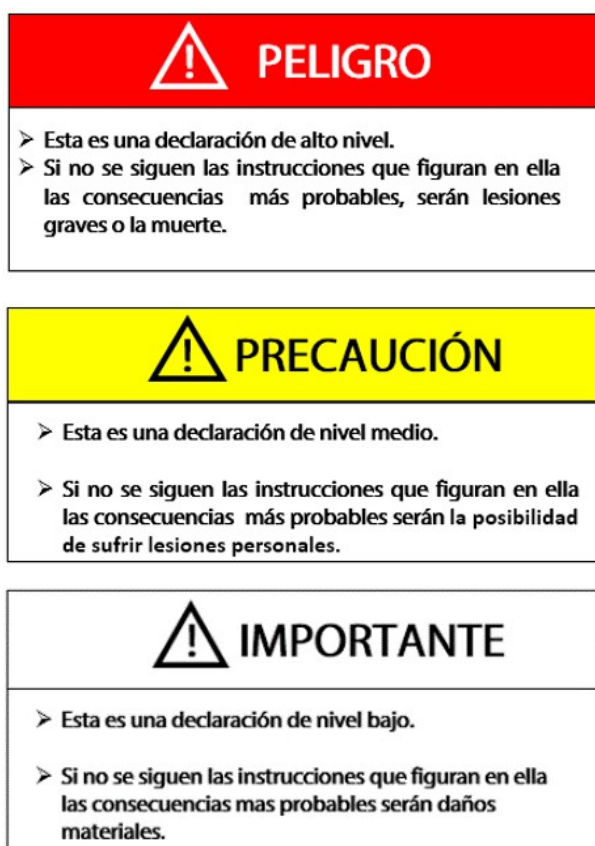 PELIGRO
➢ Esta es una declaración de alto nivel.
➢ Si no se siguen las instrucciones que figuran en ella
las consecuencias más probables, serán lesiones
graves o la muerte.
PRECAUCIÓN
➢ Esta es una declaración de nivel medio.
➢ Si no se siguen las instrucciones que figuran en ella
las consecuencias más probables serán la posibilidad
de sufrir lesiones personales.
IMPORTANTE
➢ Esta es una declaración de nivel bajo.
➢ Si no se siguen las instrucciones que figuran en ella
las consecuencias mas probables serán daños
materiales.